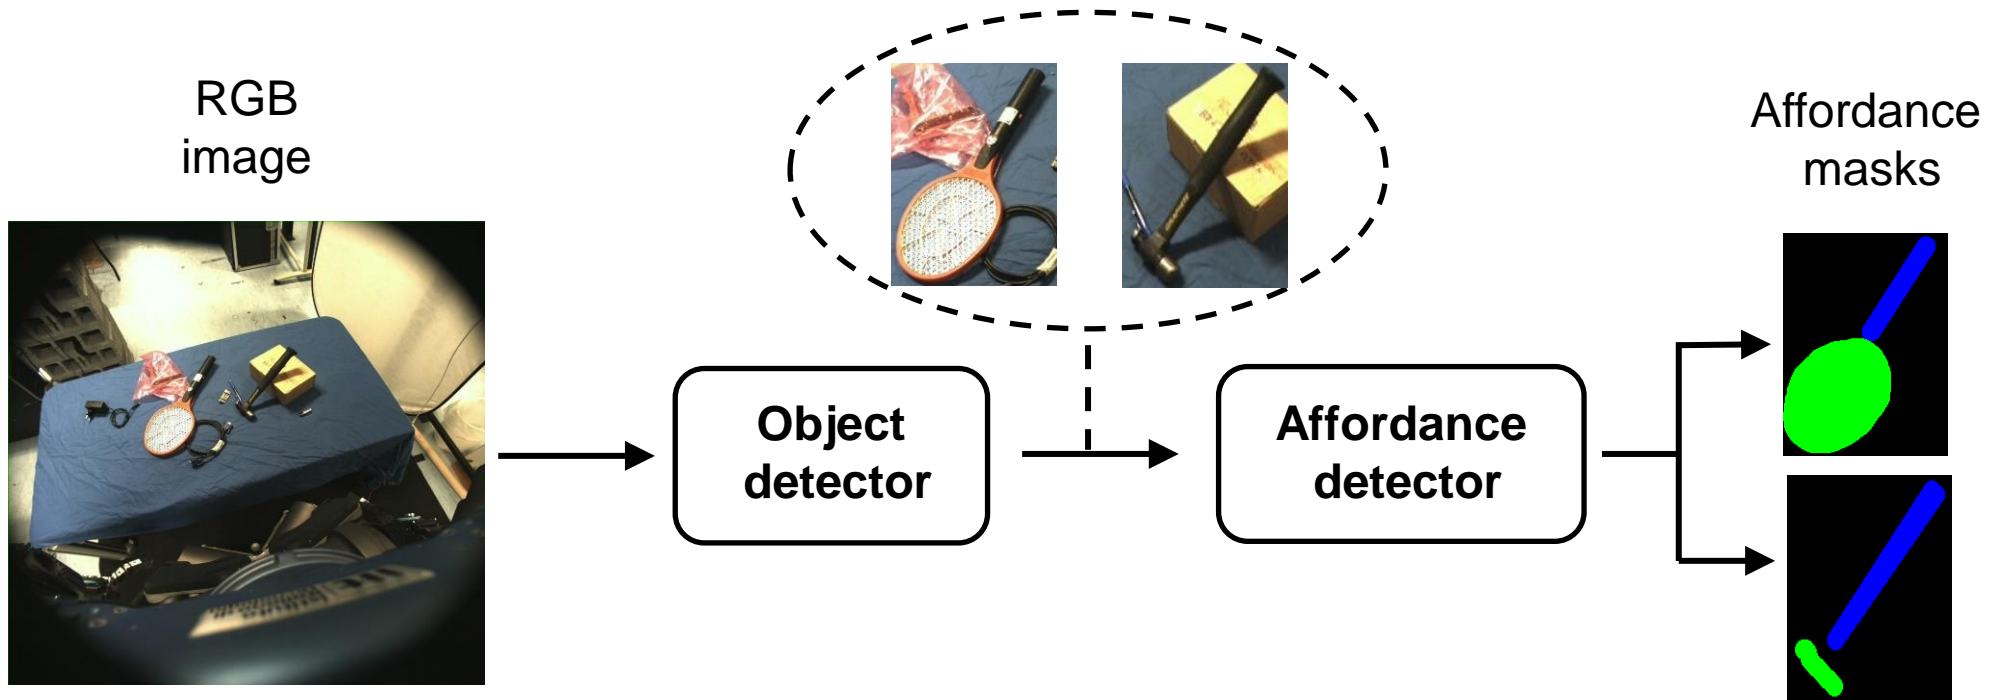 RGB
image
Affordance
masks
Object
detector
Affordance
detector